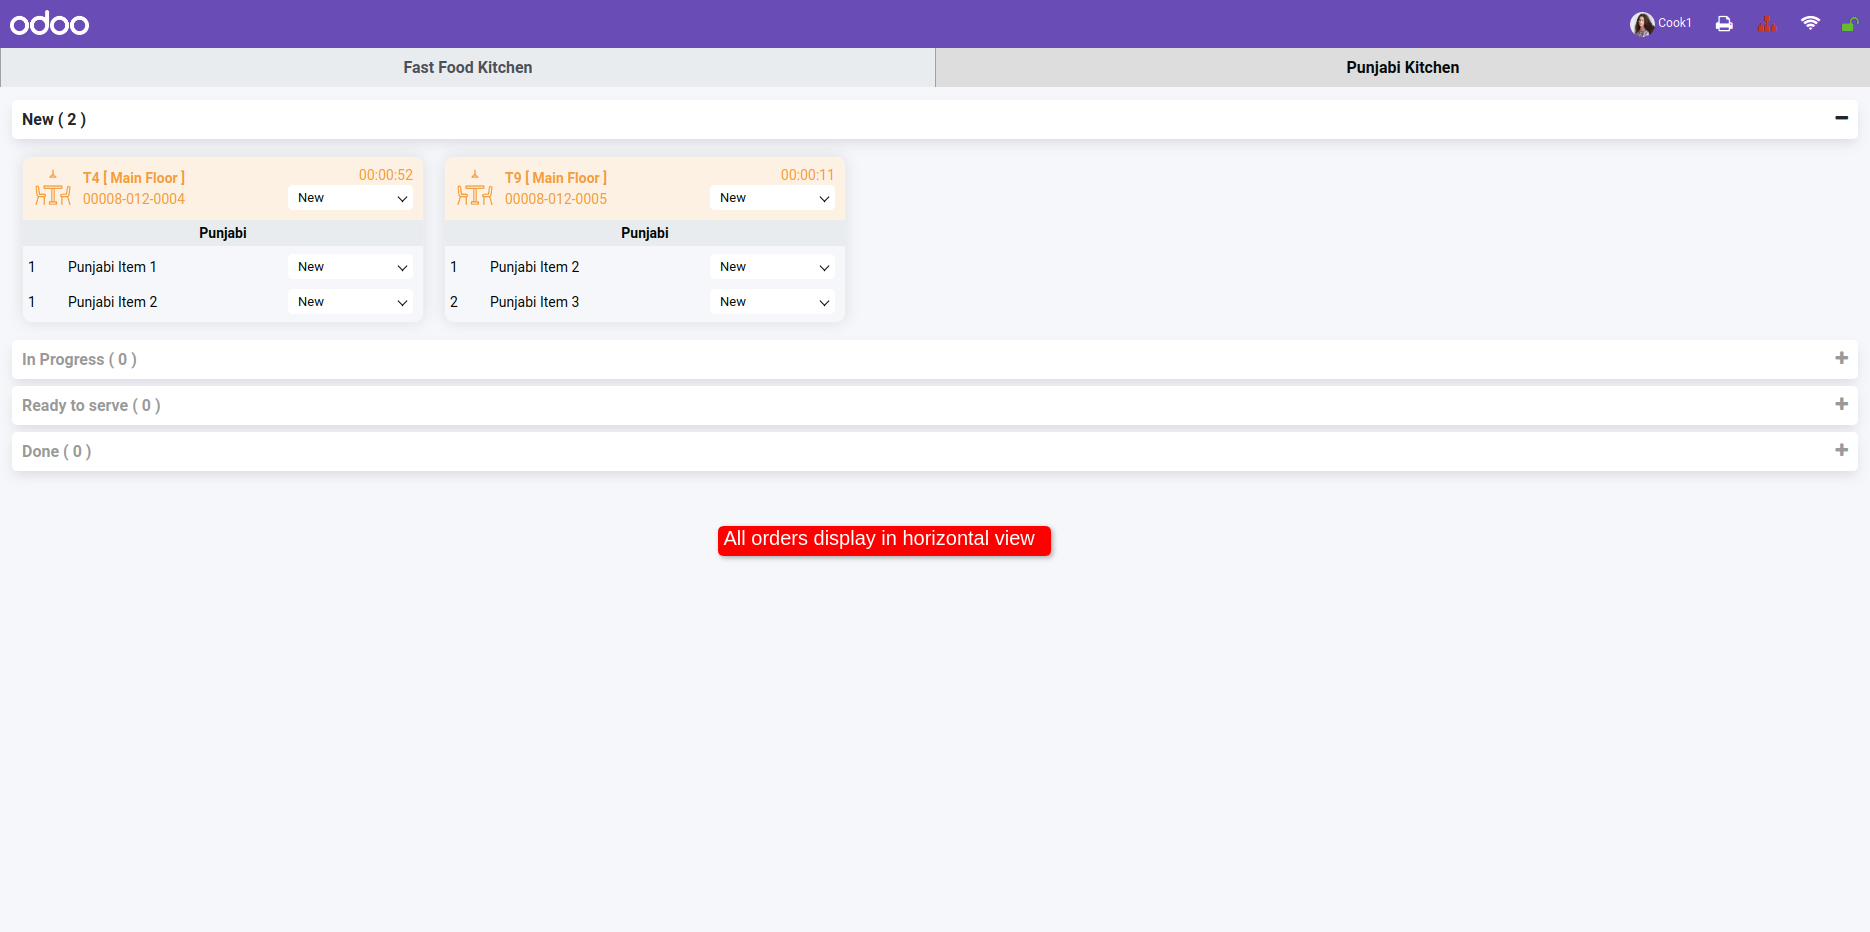 odoo
Cook1
Fast Food Kitchen
Punjabi Kitchen
New ( 2 )
T4 [ Main Floor ]
00:00:52
00008-012-0004
New
Punjabi
1 Punjabi Item 1 New
1 Punjabi Item 2 New
T9 [ Main Floor ]
00:00:11
00008-012-0005
New
Punjabi
1 Punjabi Item 2 New
2 Punjabi Item 3 New
In Progress ( 0 )
Ready to serve ( 0 )
Done ( 0 )
All orders display in horizontal view